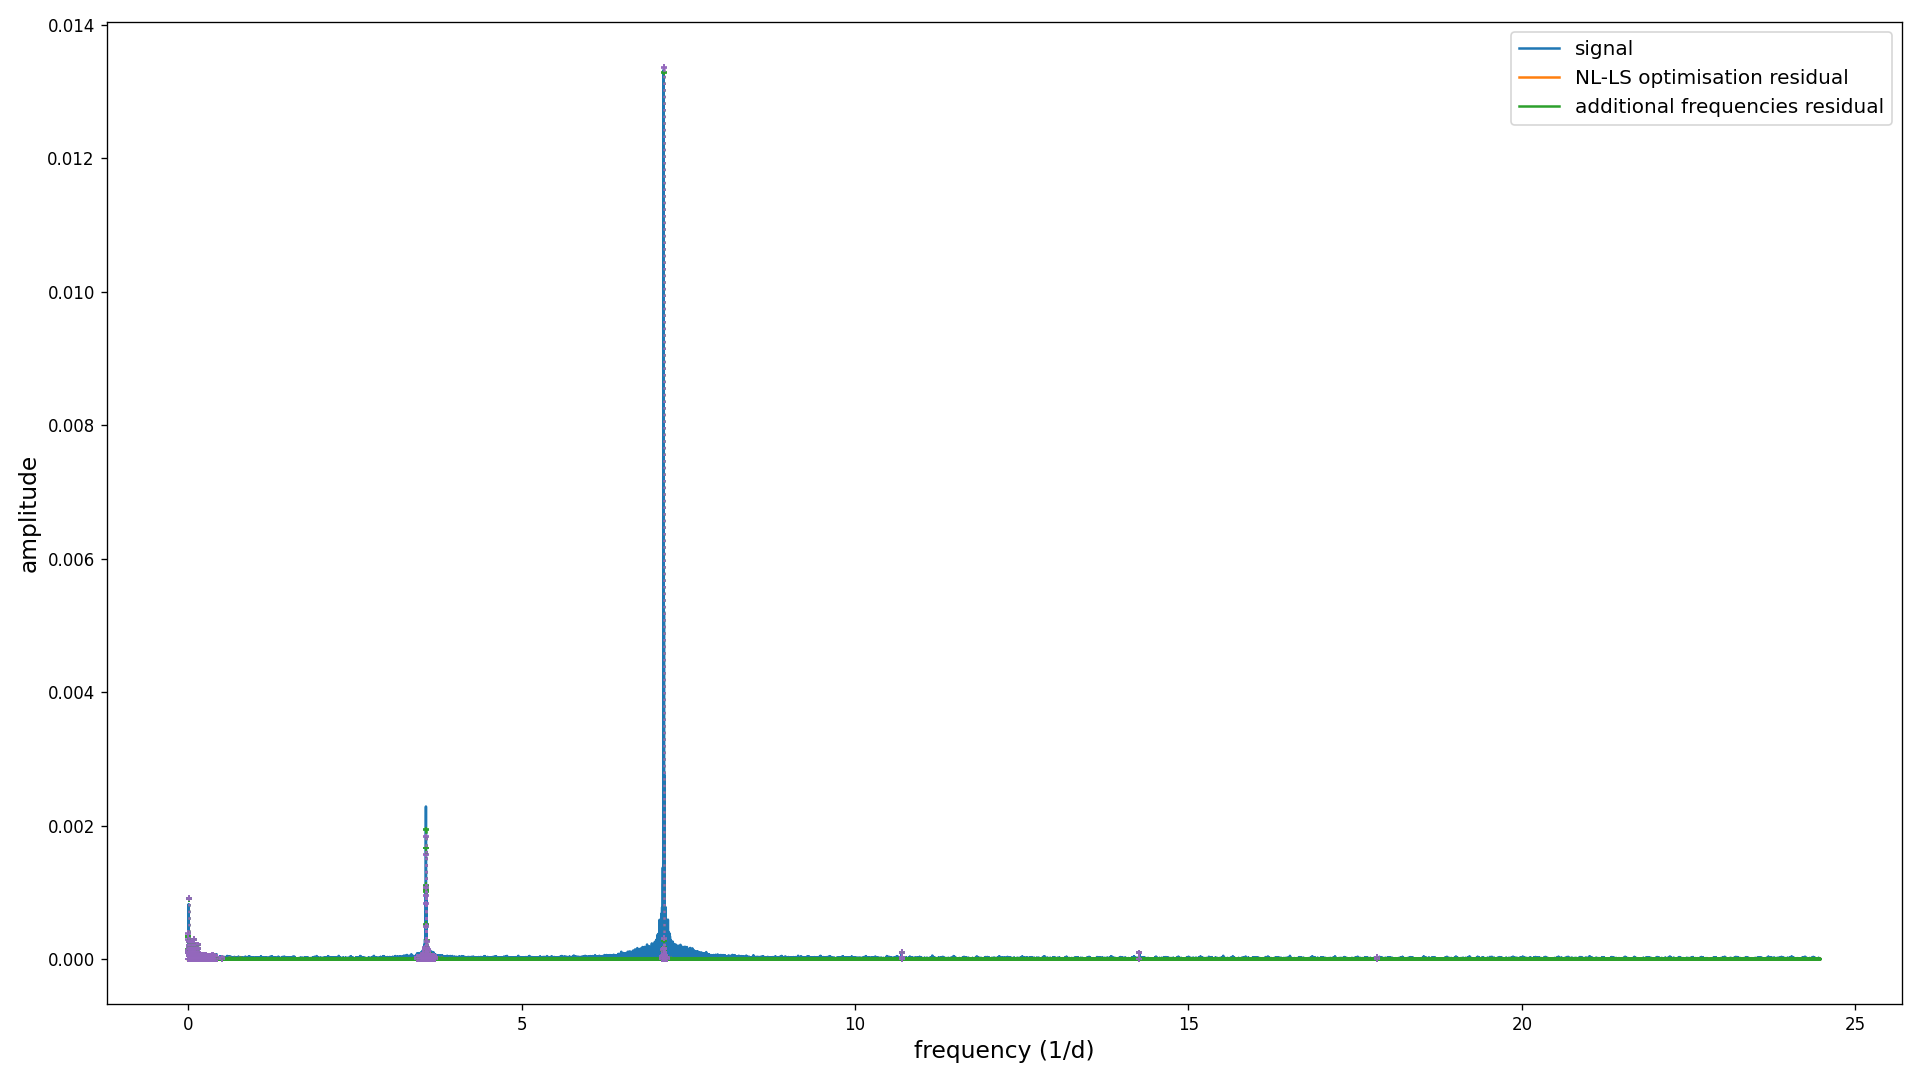 0.014
0.012
0.010
0.008
0.006
0.004
0.002
0.000
amplitude
0
5
10
15
20
25
frequency (1/d)
signal
NL-LS optimisation residual
additional frequencies residual